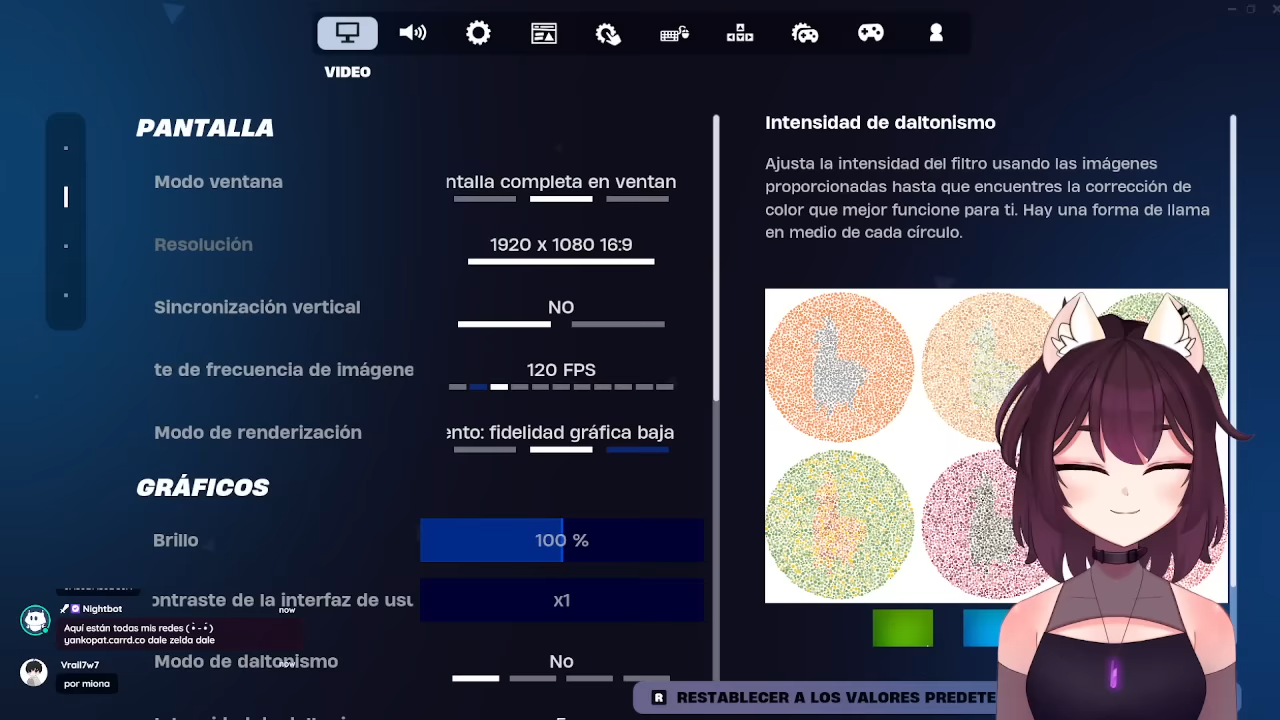 VIDEO
PANTALLA
Modo ventana
ntalla completa en ventan
Resolución
1920 x 1080 16:9
Sincronización vertical
NO
te de frecuencia de imágene
120 FPS
Modo de renderización
ento: fidelidad gráfica baja
GRÁFICOS
Brillo
100 %
ontraste de la interfaz de usu
x1
Modo de daltonismo
No
Intensidad de daltonismo
Ajusta la intensidad del filtro usando las imágenes
proporcionadas hasta que encuentres la corrección de
color que mejor funcione para ti. Hay una forma de llama
en medio de cada círculo.
R RESTABLECER A LOS VALORES PREDETE
Nightbot
now
Aquí están todas mis redes
yankopat.carrd.co dale zelda dale
Vrall7w7
now
por miona